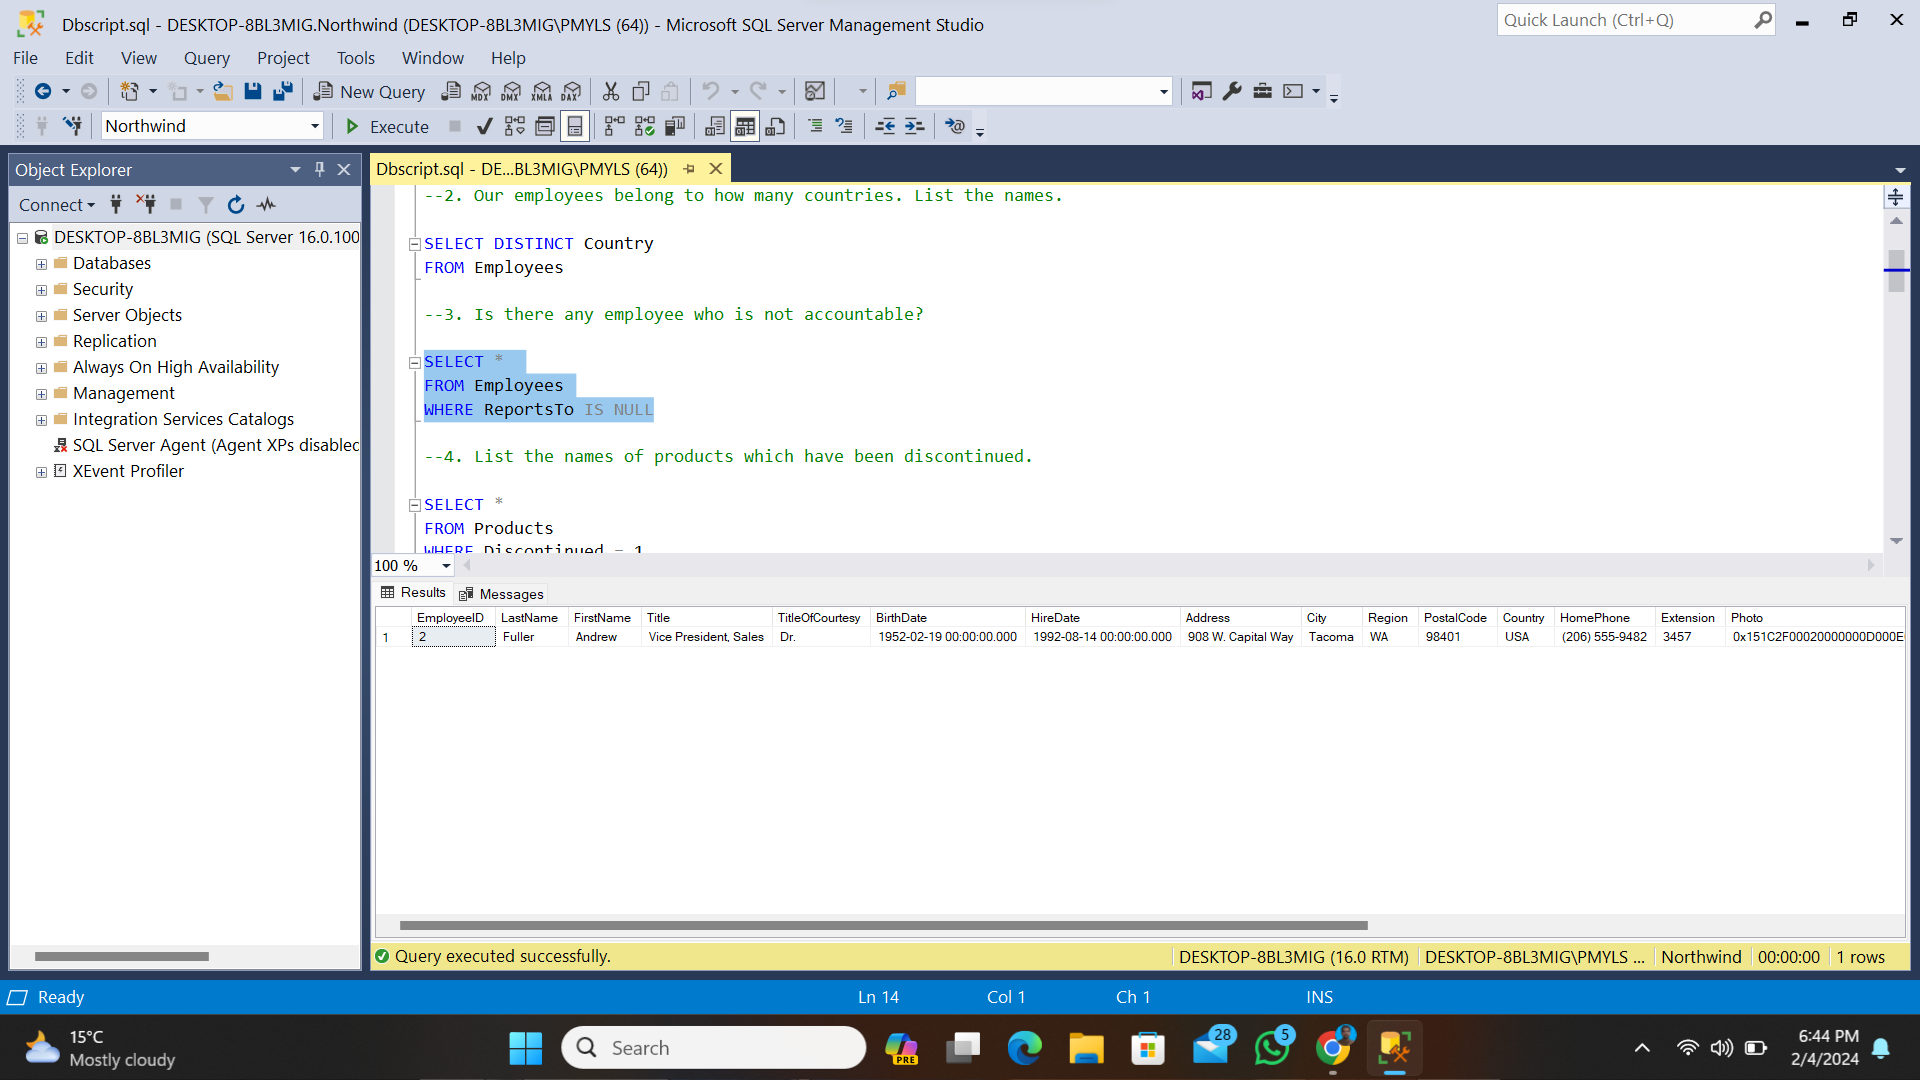 Dbscript.sql - DESKTOP-8BL3MIG.Northwind (DESKTOP-8BL3MIG\PMYLS (64)) - Microsoft SQL Server Management Studio
Quick Launch (Ctrl+Q)
File Edit View Query Project Tools Window Help
New Query MDX DMX XMLA DAX
Northwind Execute
Object Explorer
Connect
DESKTOP-8BL3MIG (SQL Server 16.0.100
Databases
Security
Server Objects
Replication
Always On High Availability
Management
Integration Services Catalogs
SQL Server Agent (Agent XPs disabled
XEvent Profiler
Dbscript.sql - DE...BL3MIG\PMYLS (64))
--2. Our employees belong to how many countries. List the names.
SELECT DISTINCT Country
FROM Employees
--3. Is there any employee who is not accountable?
SELECT *
FROM Employees
WHERE ReportsTo IS NULL
--4. List the names of products which have been discontinued.
SELECT *
FROM Products
WHERE Discontinued = 1
100 %
Results Messages
EmployeeID LastName FirstName Title TitleOfCourtesy BirthDate HireDate Address City Region PostalCode Country HomePhone Extension Photo
1 2 Fuller Andrew Vice President, Sales Dr. 1952-02-19 00:00:00.000 1992-08-14 00:00:00.000 908 W. Capital Way Tacoma WA 98401 USA (206) 555-9482 3457 0x151C2F00020000000D000E
Query executed successfully. DESKTOP-8BL3MIG (16.0 RTM) DESKTOP-8BL3MIG\PMYLS ... Northwind 00:00:00 1 rows
Ready Ln 14 Col 1 Ch 1 INS
15°C
Mostly cloudy
Search
PRE
28
5
6:44 PM
2/4/2024